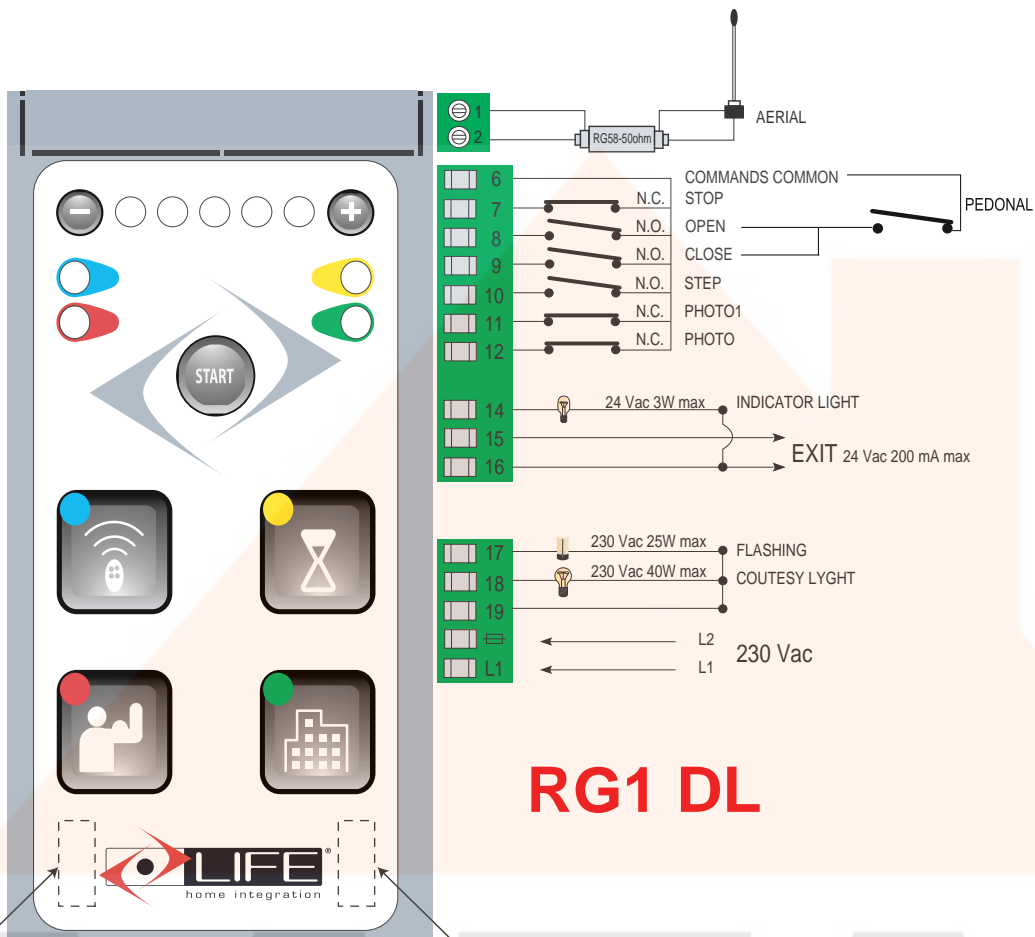 1
2
RG58-50ohm
AERIAL
6 COMMANDS COMMON
7 N.C. STOP
8 N.O. OPEN
9 N.O. CLOSE
10 N.O. STEP
11 N.C. PHOTO1
12 N.C. PHOTO
PEDONAL
START
14 24 Vac 3W max INDICATOR LIGHT
15
16
EXIT 24 Vac 200 mA max
17 230 Vac 25W max FLASHING
18 230 Vac 40W max COUTESY LYGHT
19
L2
L1 L1
230 Vac
RG1 DL
LIFE®
home integration